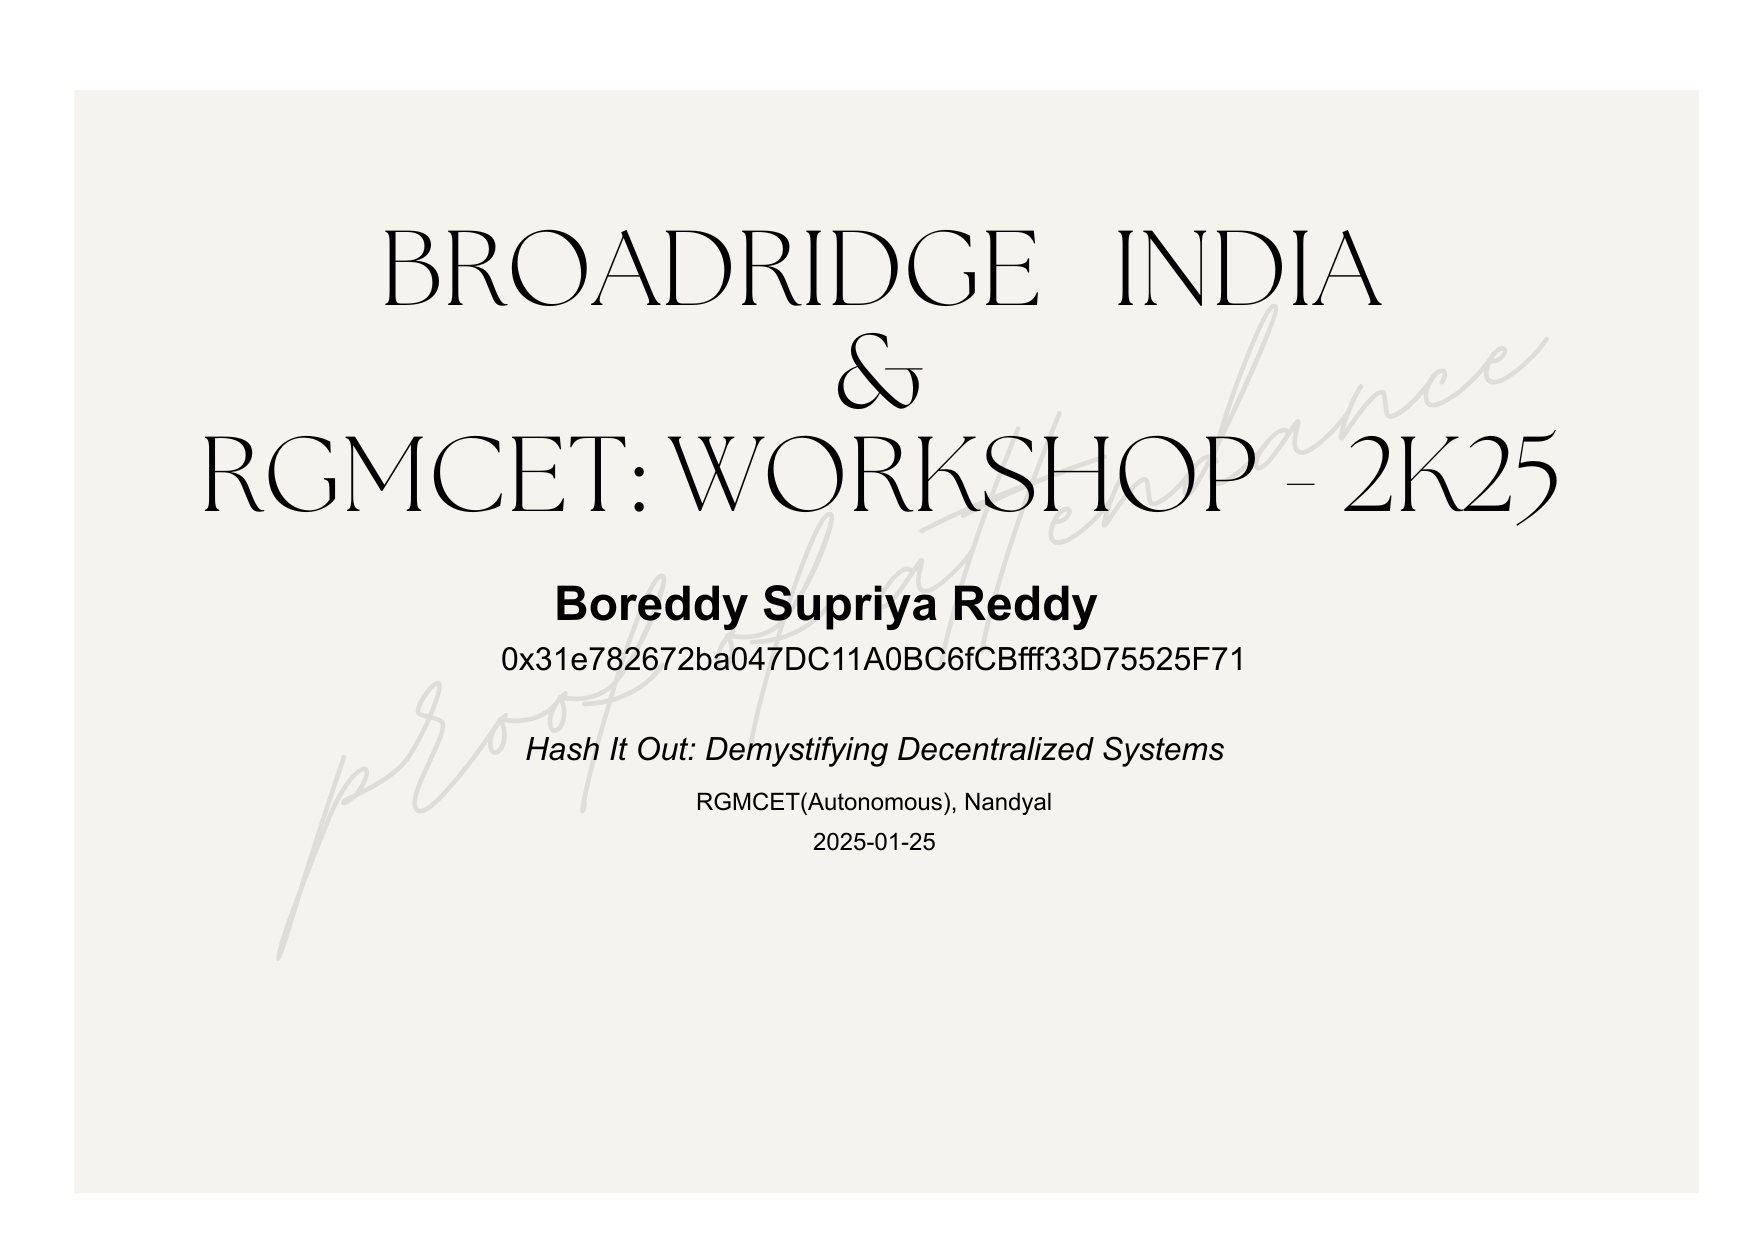 BROADRIDGE INDIA
&
RGMCET: WORKSHOP - 2K25
proof of attendance
Boreddy Supriya Reddy
0x31e782672ba047DC11A0BC6fCBfff33D75525F71
Hash It Out: Demystifying Decentralized Systems
RGMCET(Autonomous), Nandyal
2025-01-25